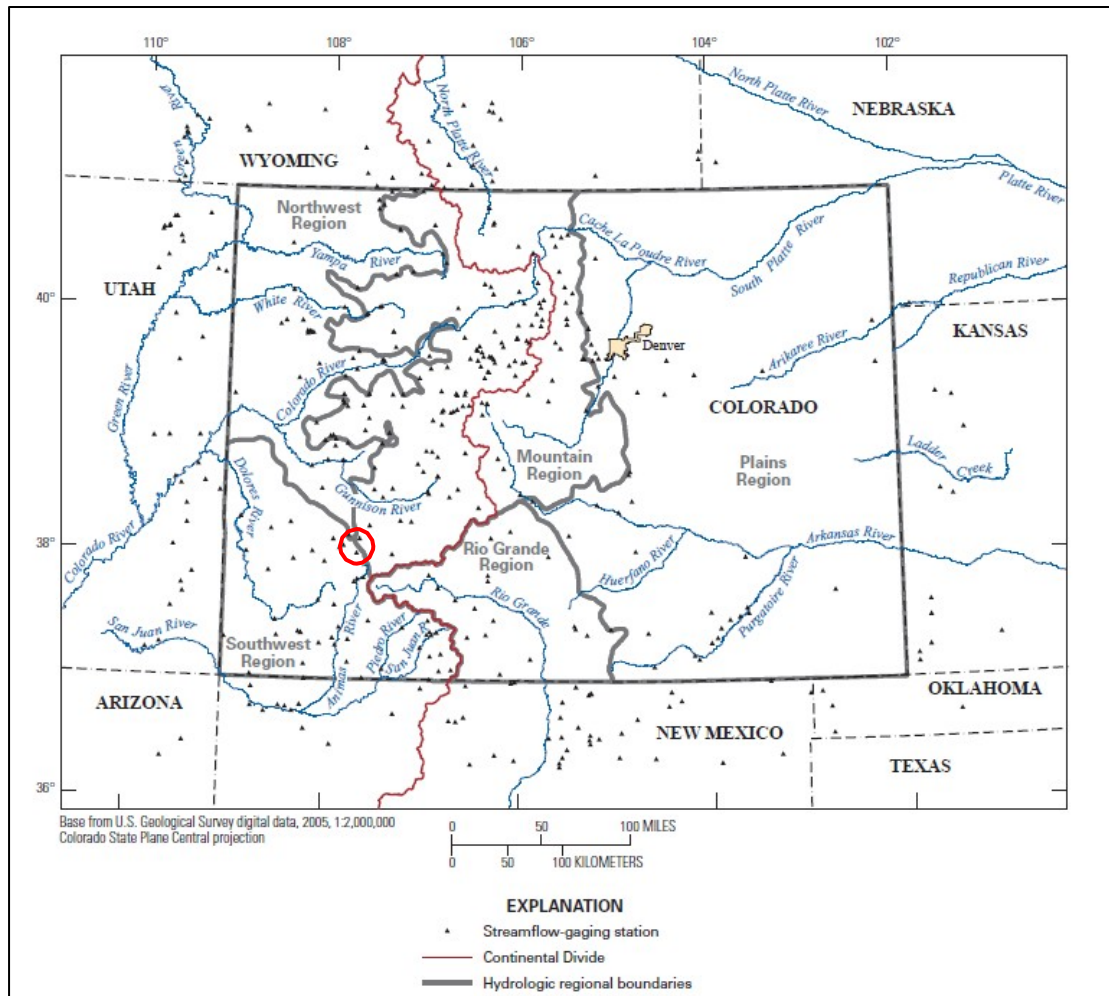 110°
108°
106°
104°
102°
North Platte River
NEBRASKA
River
Green
WYOMING
North Platte River
Platte River
Northwest
Region
Cache La Poudre River
South Platte River
Yampa River
Republican River
UTAH
40°
White River
KANSAS
Denver
Arikaree River
Green River
Colorado River
COLORADO
Ladder
Creek
Mountain
Region
Plains
Region
Dolores
River
Gunnison River
38°
Colorado River
Rio Grande
Region
Arkansas River
Huerfano River
Rio Grande
Purgatoire River
San Juan River
Southwest
Region
Animas River
Piedro River
San Juan R
ARIZONA
OKLAHOMA
NEW MEXICO
TEXAS
36°
Base from U.S. Geological Survey digital data, 2005, 1:2,000,000
Colorado State Plane Central projection
0 50 100 MILES
0 50 100 KILOMETERS
EXPLANATION
Streamflow-gaging station
Continental Divide
Hydrologic regional boundaries